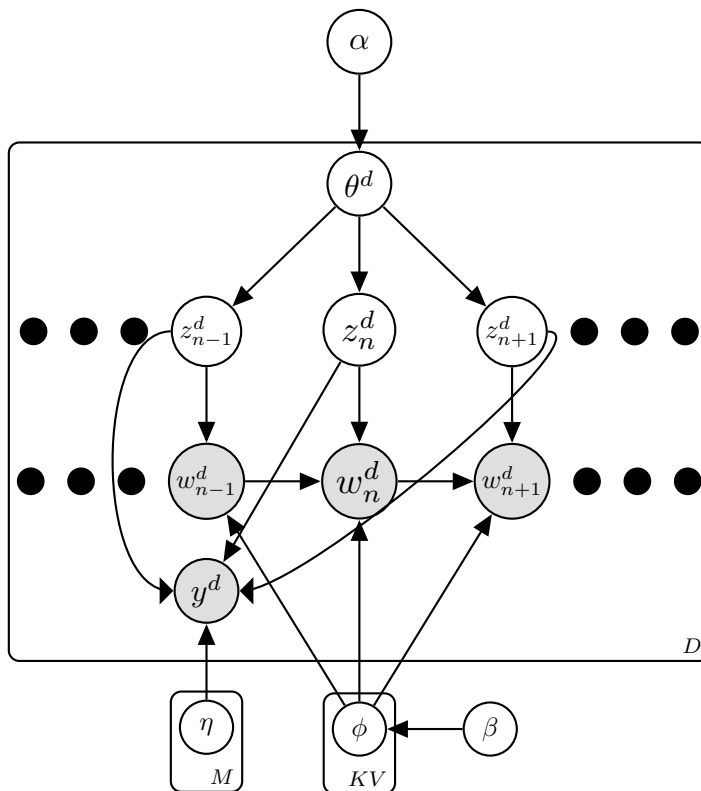 α
θ^d
z^d_{n−1} z^d_n z^d_{n+1}
w^d_{n−1} w^d_n w^d_{n+1}
y^d
D
η
M
φ
KV
β